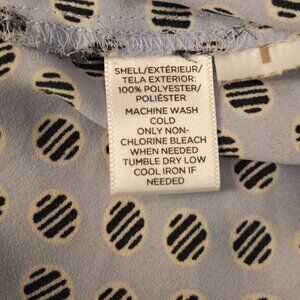 SHELL/EXTÉRIEUR/
TELA EXTERIOR:
100% POLYESTER/
POLIÉSTER
MACHINE WASH
COLD
ONLY NON-
CHLORINE BLEACH
WHEN NEEDED
TUMBLE DRY LOW
COOL IRON IF
NEEDED